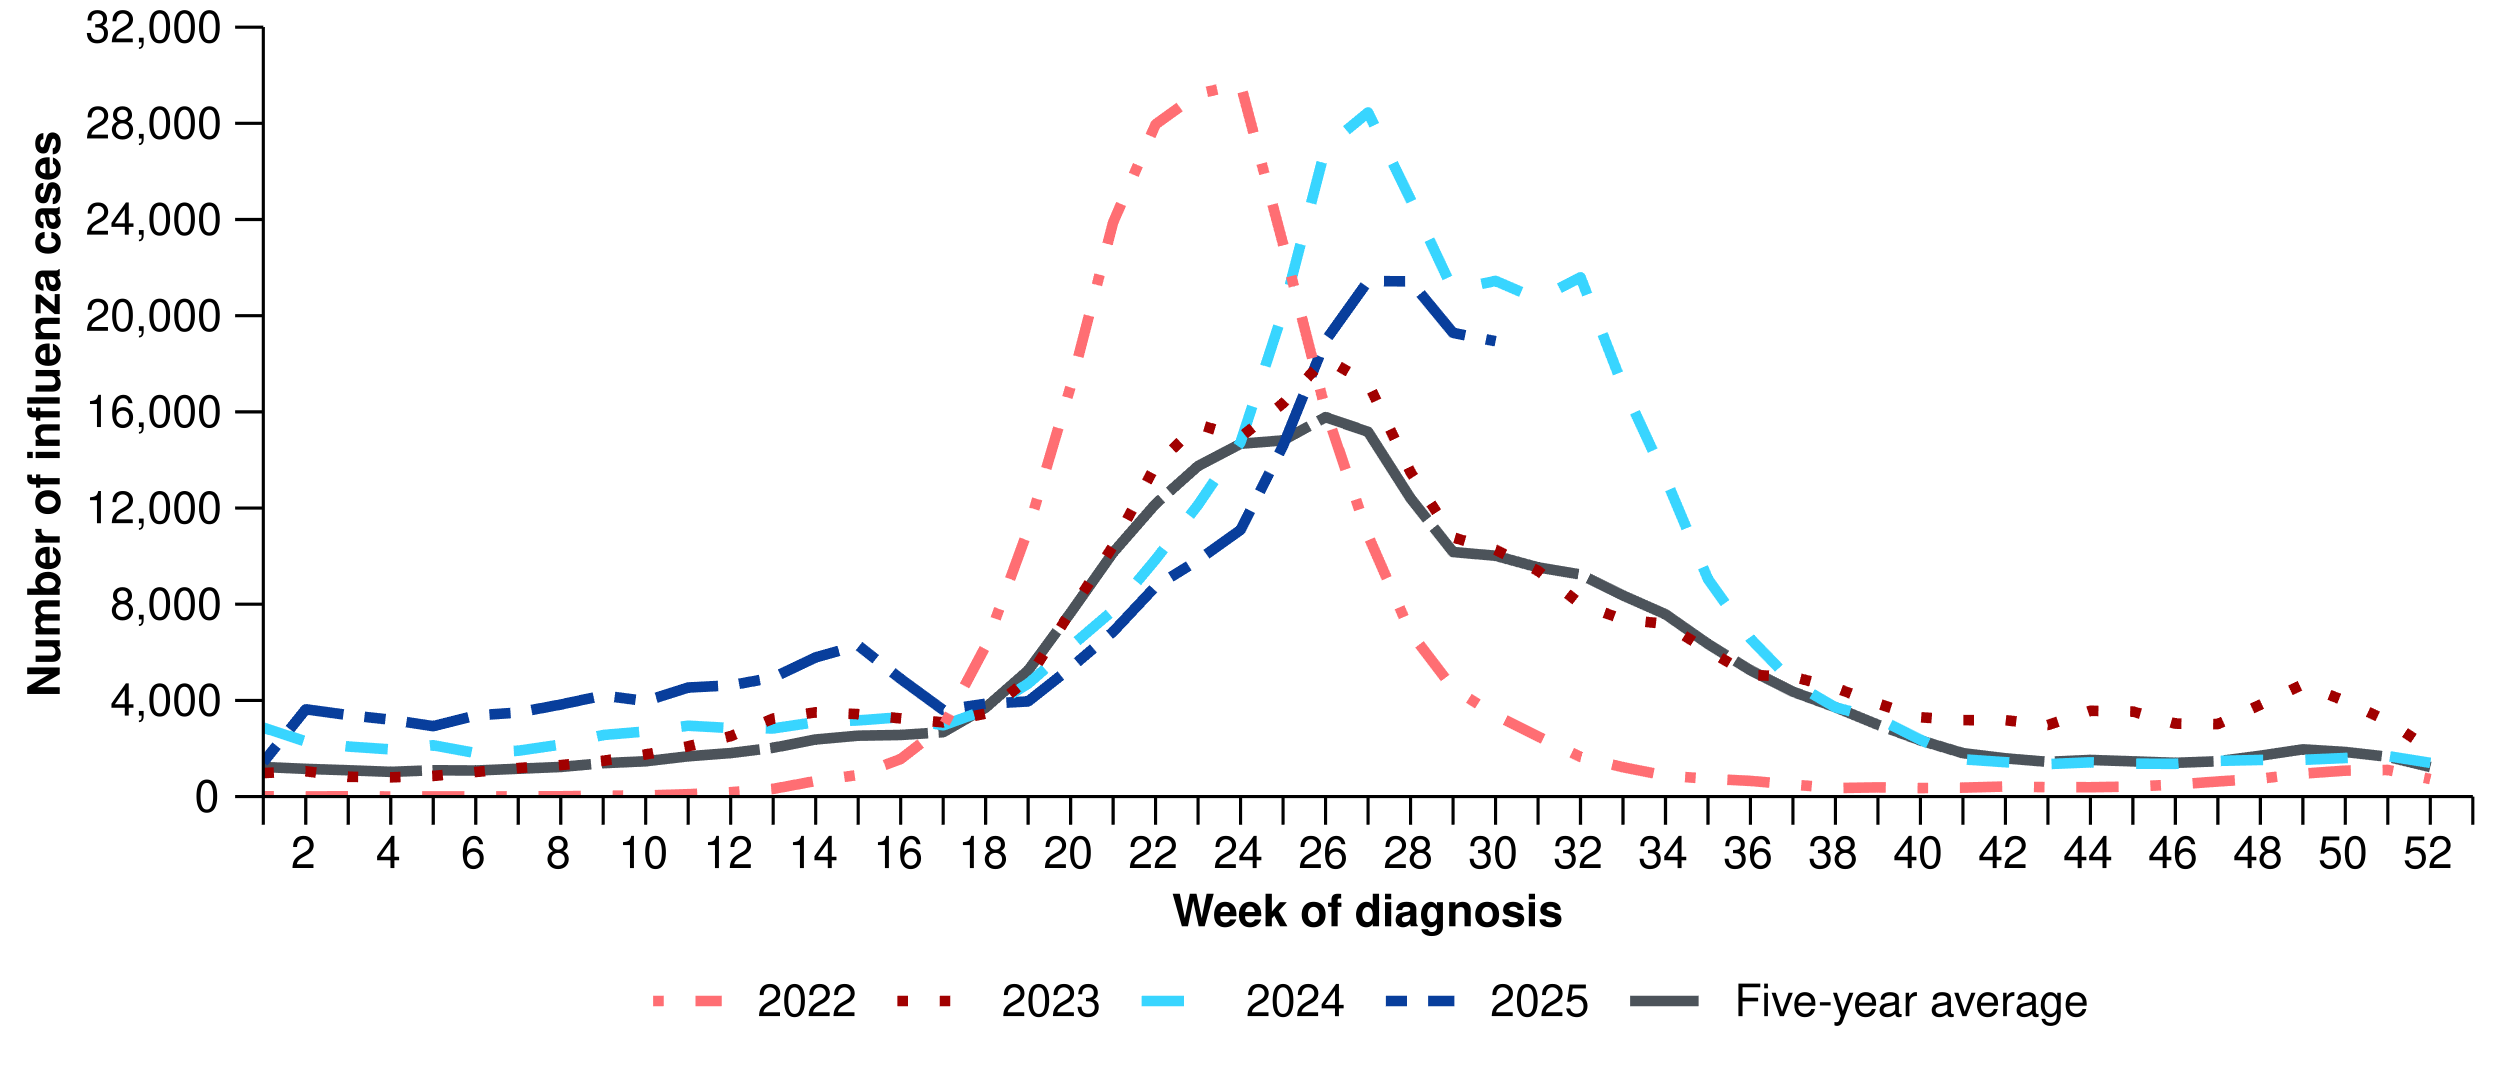 Number of influenza cases
32,000
28,000
24,000
20,000
16,000
12,000
8,000
4,000
0
2 4 6 8 10 12 14 16 18 20 22 24 26 28 30 32 34 36 38 40 42 44 46 48 50 52
Week of diagnosis
2022 2023 2024 2025 Five-year average